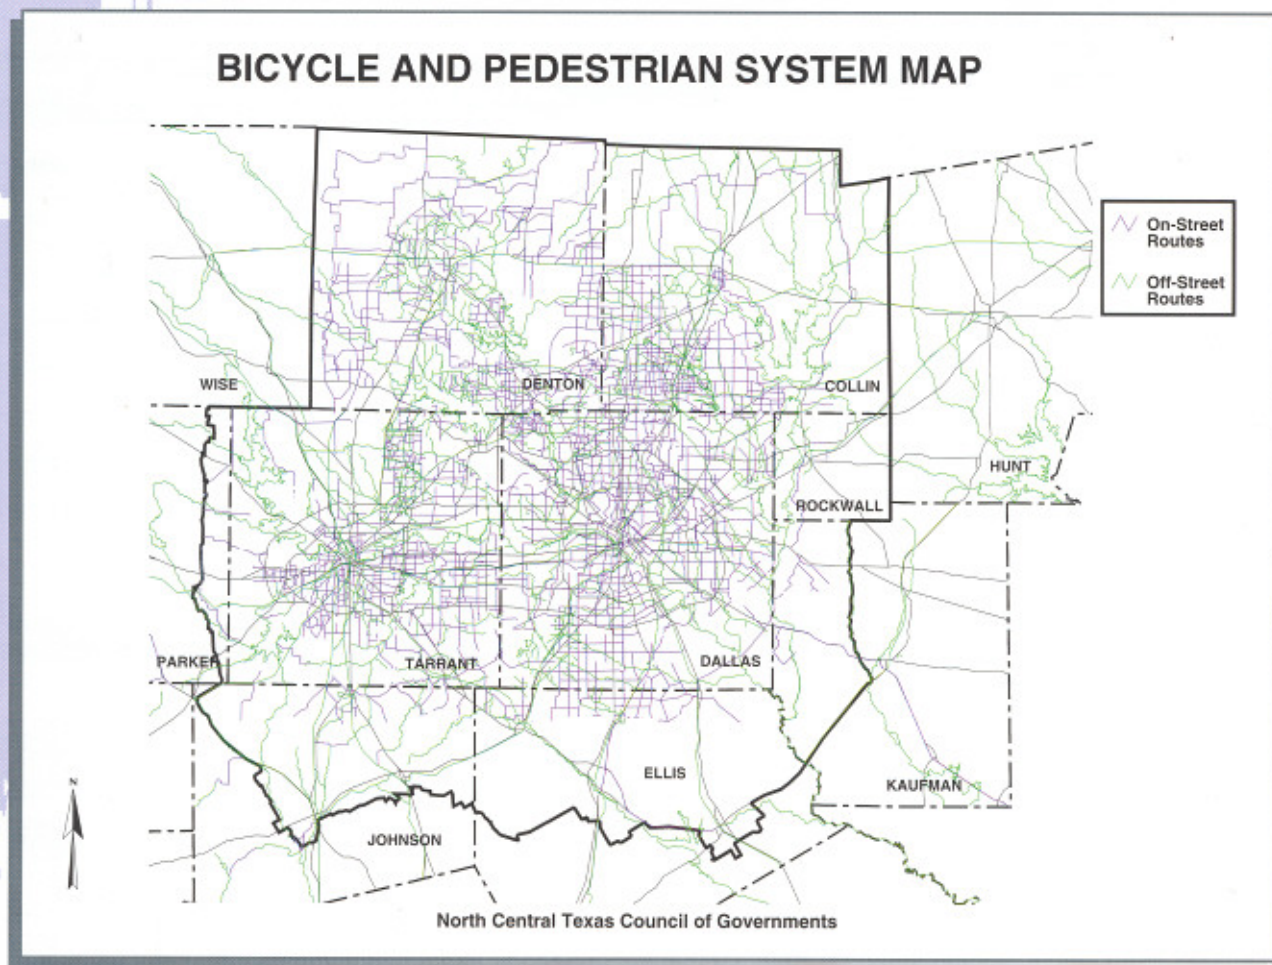 BICYCLE AND PEDESTRIAN SYSTEM MAP
On-Street
Routes
Off-Street
Routes
WISE
DENTON
COLLIN
HUNT
ROCKWALL
PARKER
TARRANT
DALLAS
ELLIS
KAUFMAN
N
JOHNSON
North Central Texas Council of Governments